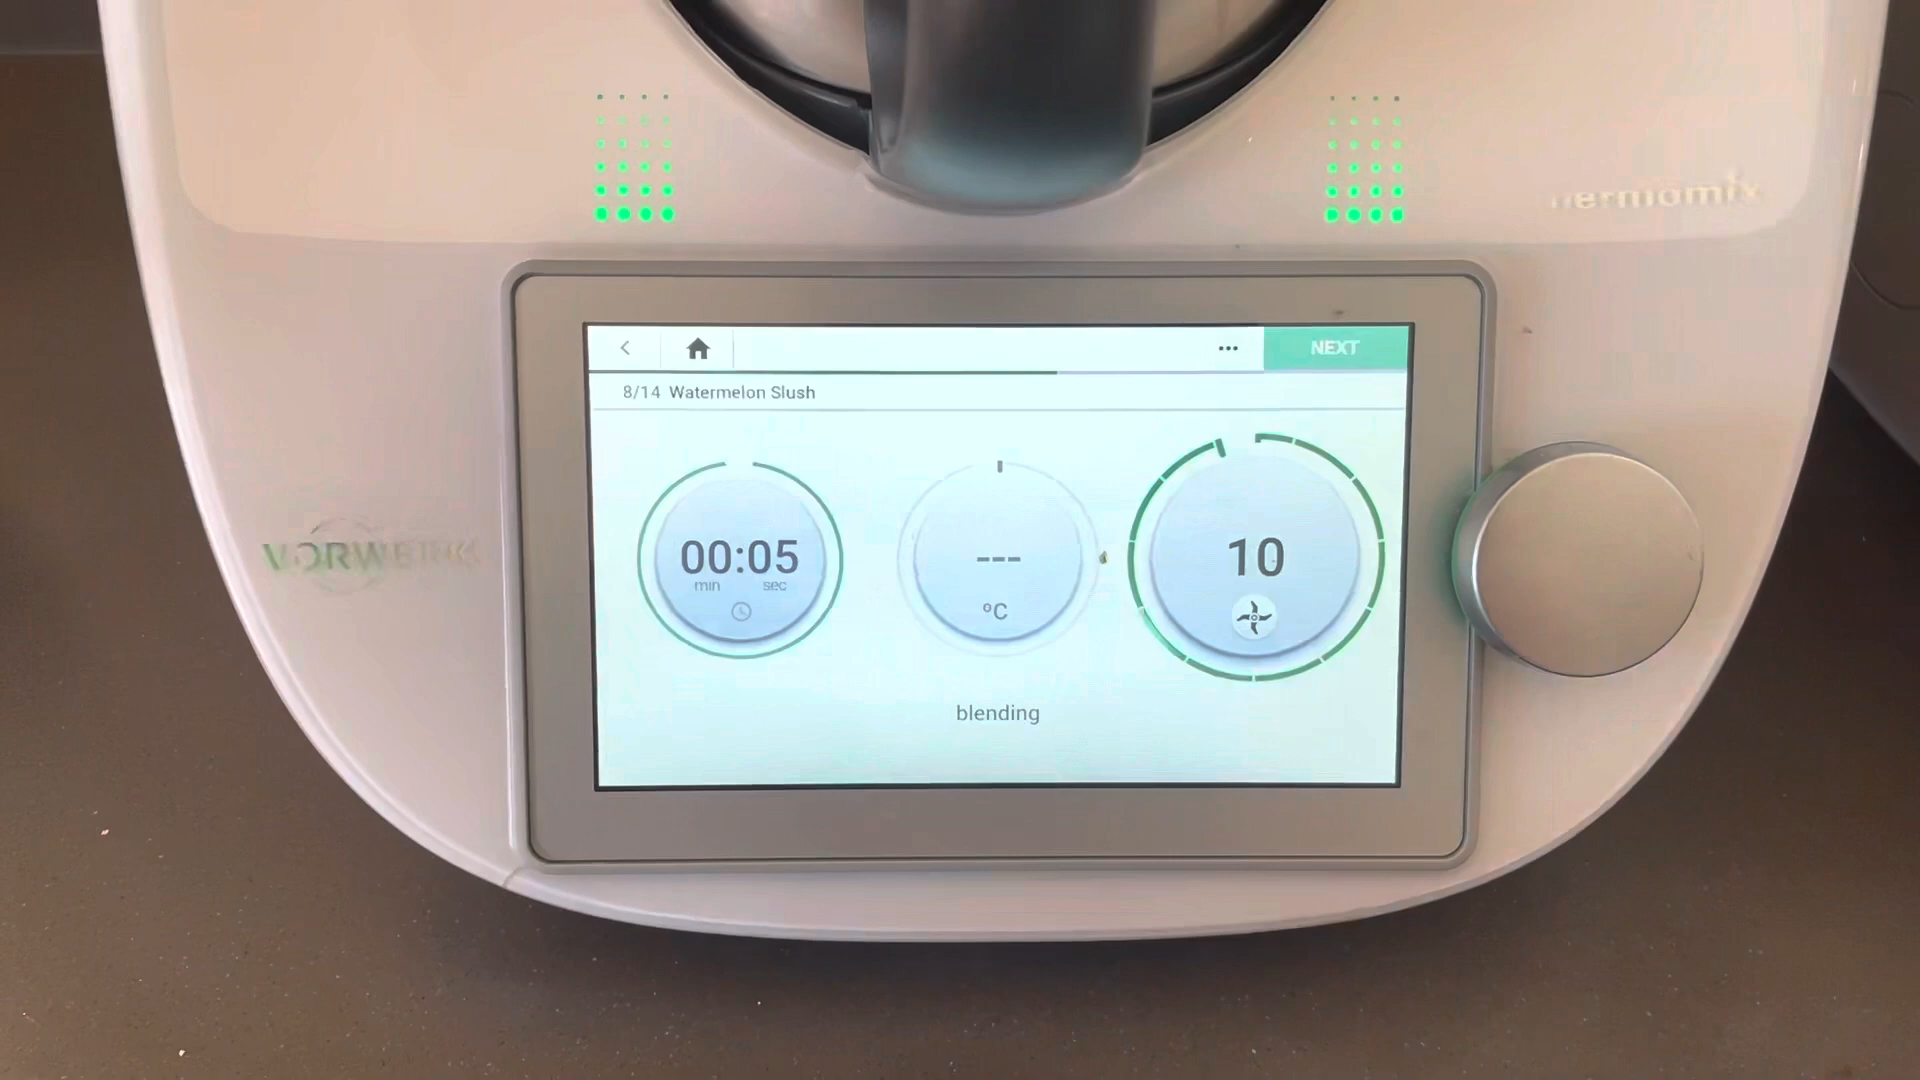 NEXT
8/14 Watermelon Slush
00:05
min sec
---
°C
10
blending